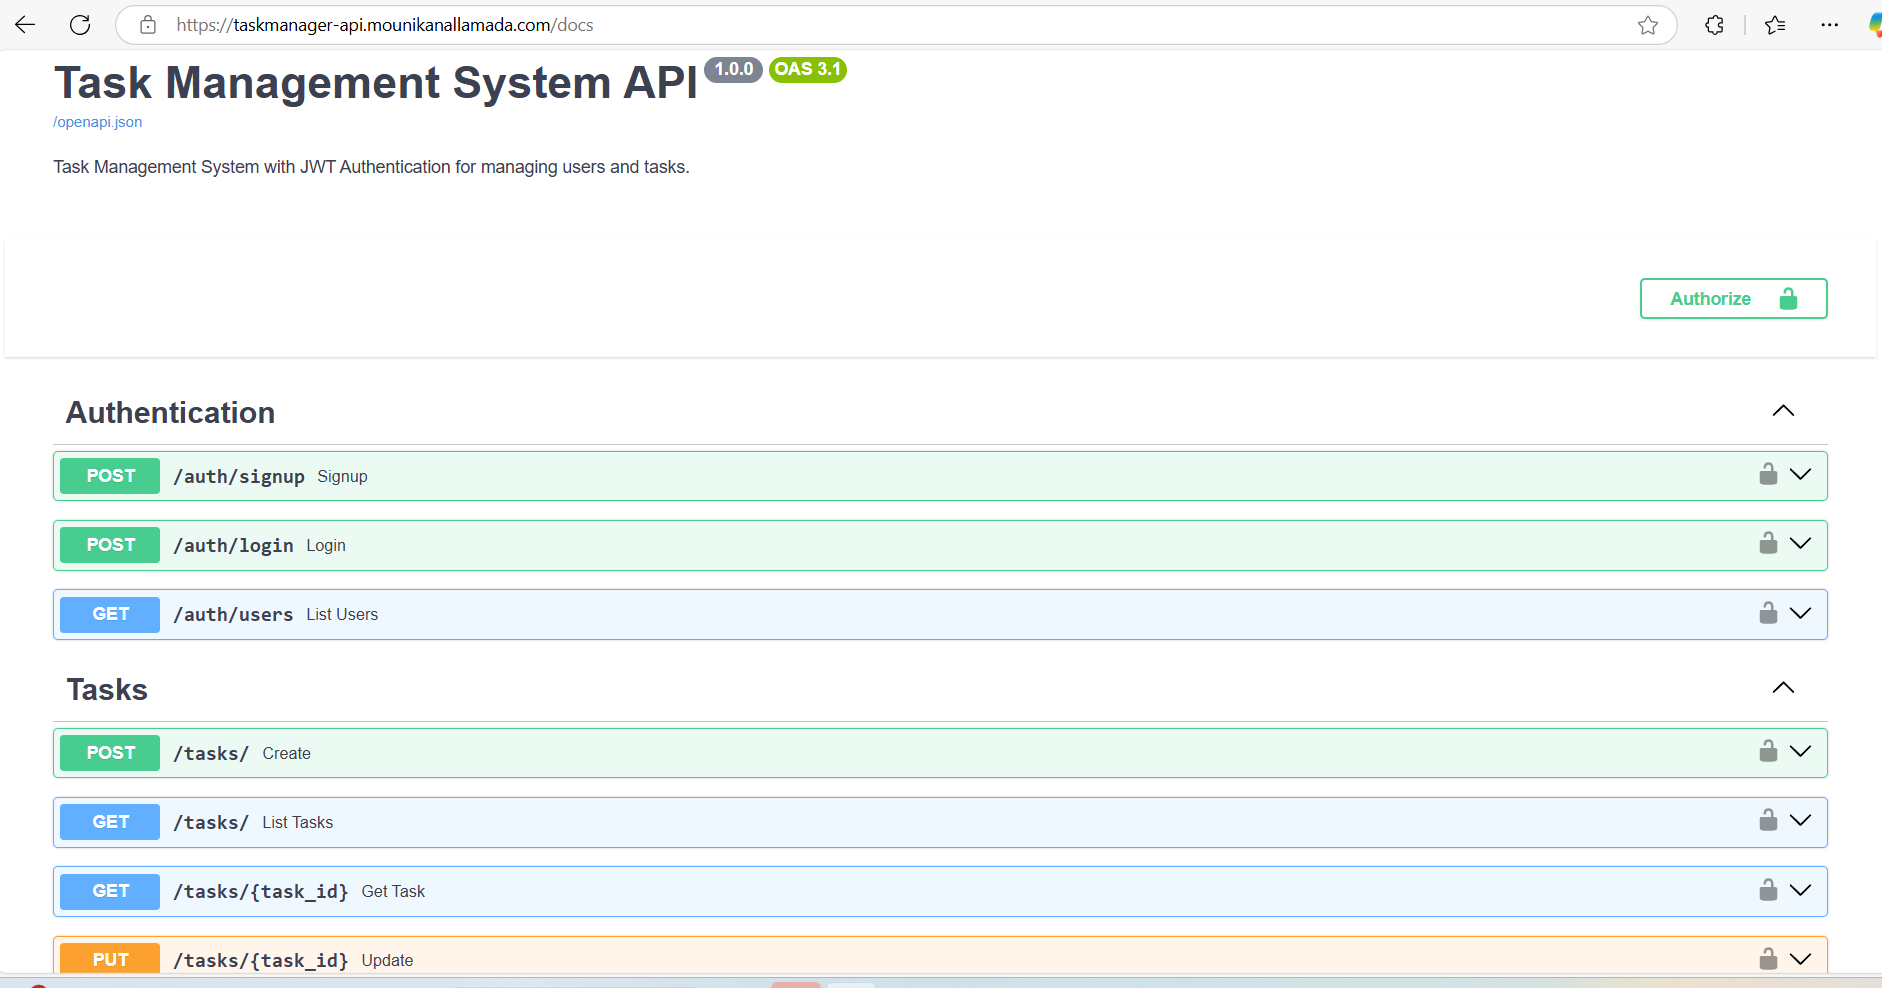 https://taskmanager-api.mounikanallamada.com/docs
Task Management System API 1.0.0 OAS 3.1
/openapi.json
Task Management System with JWT Authentication for managing users and tasks.
Authorize
Authentication
POST /auth/signup Signup
POST /auth/login Login
GET /auth/users List Users
Tasks
POST /tasks/ Create
GET /tasks/ List Tasks
GET /tasks/{task_id} Get Task
PUT /tasks/{task_id} Update